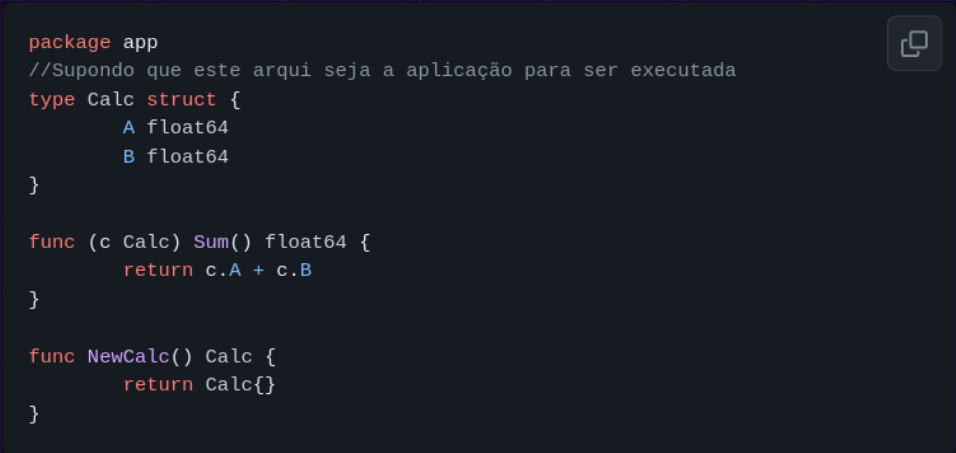 package app
//Supondo que este arqui seja a aplicação para ser executada
type Calc struct {
        A float64
        B float64
}

func (c Calc) Sum() float64 {
        return c.A + c.B
}

func NewCalc() Calc {
        return Calc{}
}